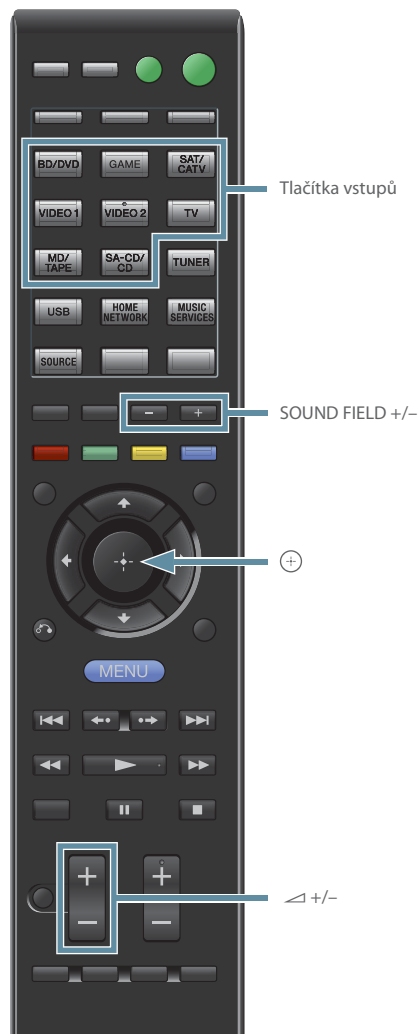 BD/DVD GAME SAT/
CATV
Tlačítka vstupů
VIDEO 1 VIDEO 2 TV
MD/
TAPE SA-CD/
CD TUNER
USB HOME
NETWORK MUSIC
SERVICES
SOURCE
– +
SOUND FIELD +/–
MENU
+ +
– –
+/–